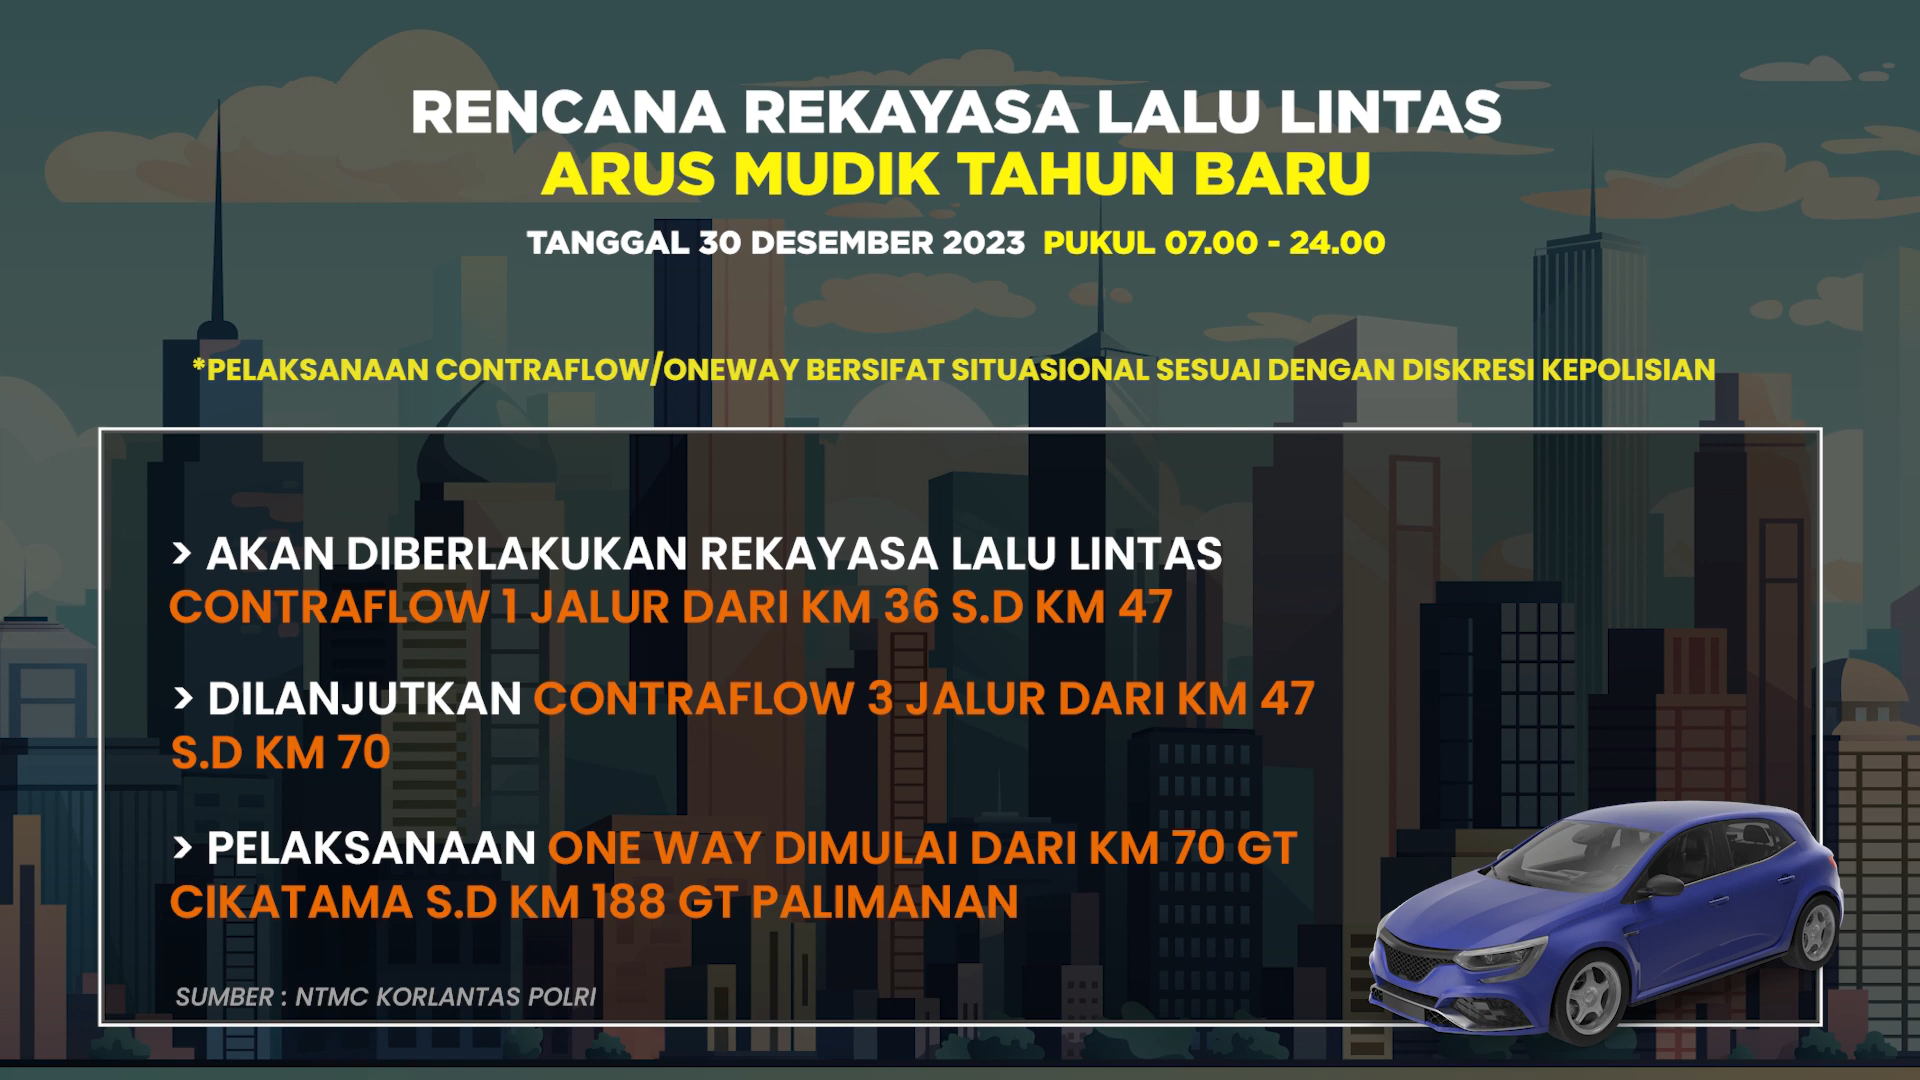 RENCANA REKAYASA LALU LINTAS
ARUS MUDIK TAHUN BARU
TANGGAL 30 DESEMBER 2023 PUKUL 07.00 - 24.00
*PELAKSANAAN CONTRAFLOW/ONEWAY BERSIFAT SITUASIONAL SESUAI DENGAN DISKRESI KEPOLISIAN
> AKAN DIBERLAKUKAN REKAYASA LALU LINTAS
CONTRAFLOW 1 JALUR DARI KM 36 S.D KM 47
> DILANJUTKAN CONTRAFLOW 3 JALUR DARI KM 47
S.D KM 70
> PELAKSANAAN ONE WAY DIMULAI DARI KM 70 GT
CIKATAMA S.D KM 188 GT PALIMANAN
SUMBER : NTMC KORLANTAS POLRI